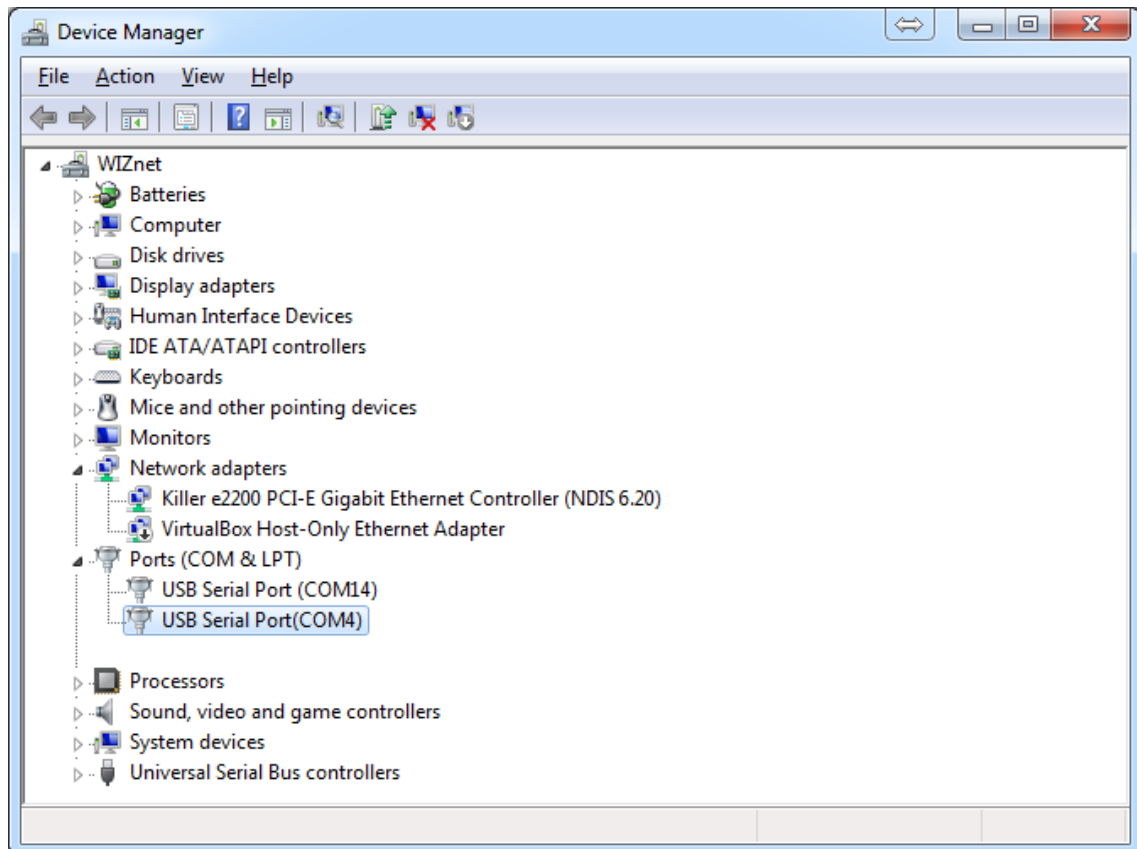 Device Manager
File Action View Help
WIZnet
Batteries
Computer
Disk drives
Display adapters
Human Interface Devices
IDE ATA/ATAPI controllers
Keyboards
Mice and other pointing devices
Monitors
Network adapters
Killer e2200 PCI-E Gigabit Ethernet Controller (NDIS 6.20)
VirtualBox Host-Only Ethernet Adapter
Ports (COM & LPT)
USB Serial Port (COM14)
USB Serial Port(COM4)
Processors
Sound, video and game controllers
System devices
Universal Serial Bus controllers